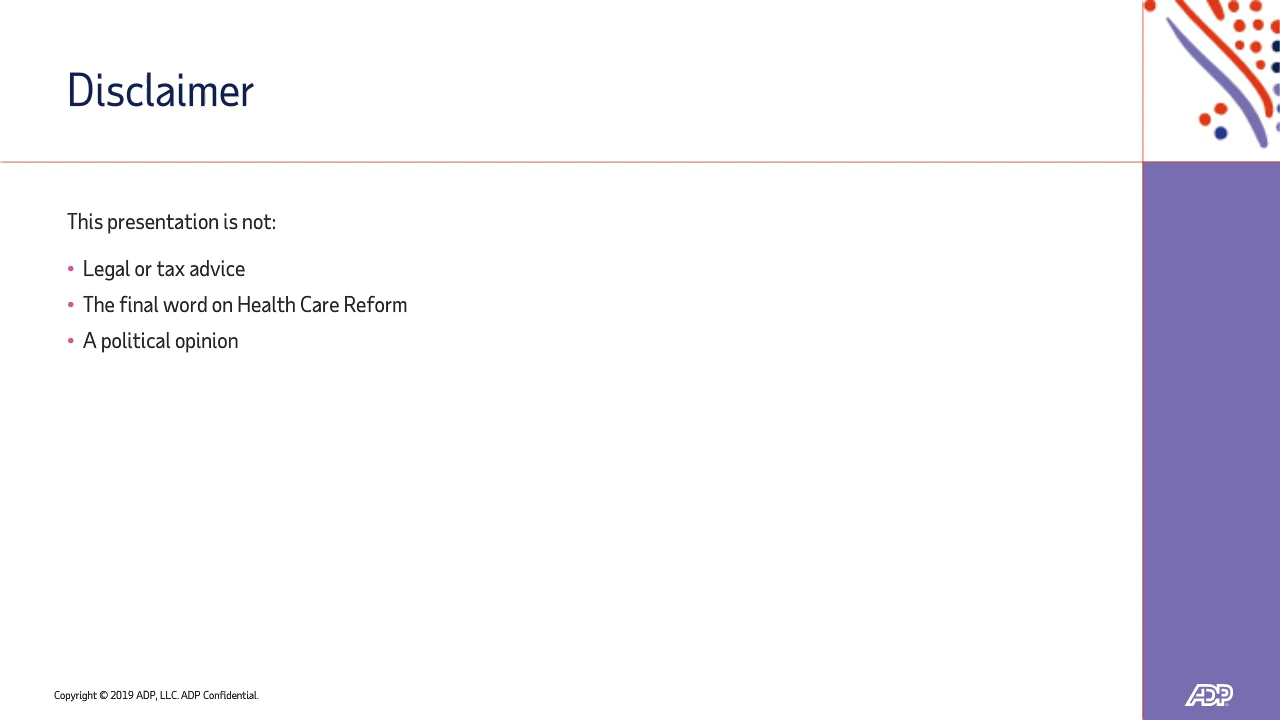 Disclaimer
This presentation is not:
• Legal or tax advice
• The final word on Health Care Reform
• A political opinion
Copyright © 2019 ADP, LLC. ADP Confidential.
ADP